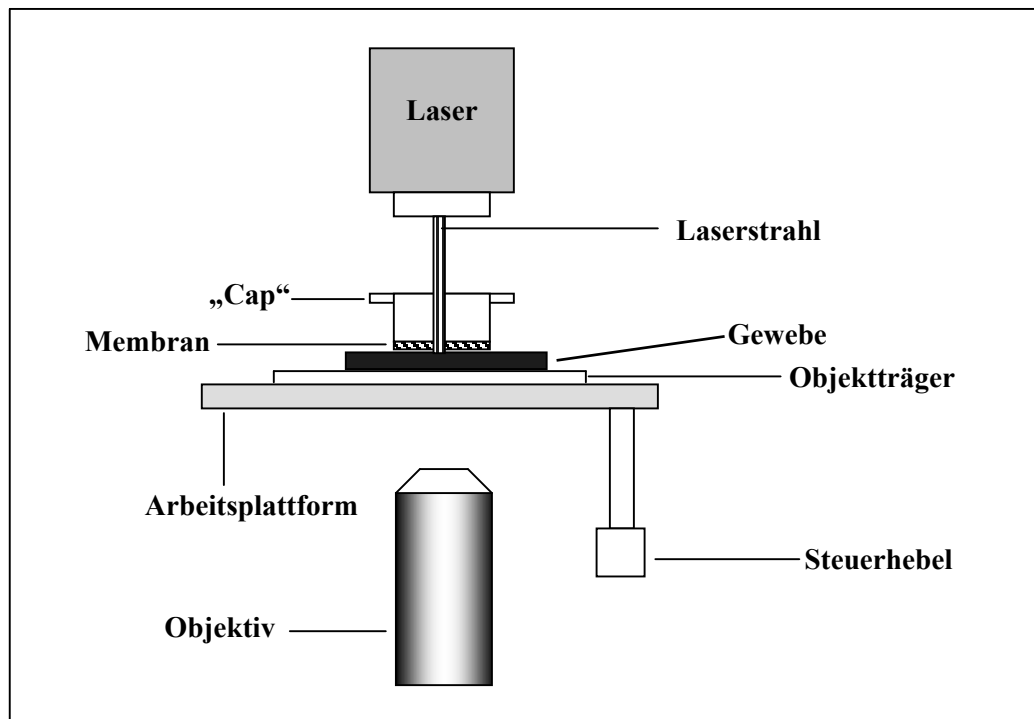 Laser
Laserstrahl
„Cap“
Membran
Gewebe
Objektträger
Arbeitsplattform
Steuerhebel
Objektiv